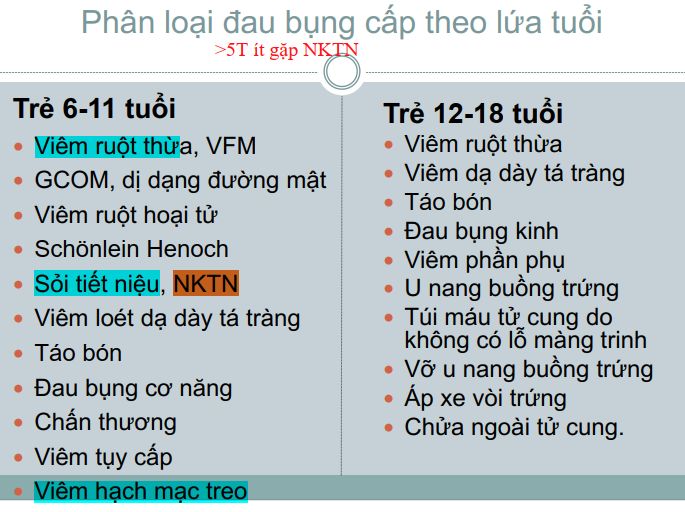 Phân loại đau bụng cấp theo lứa tuổi
>5T ít gặp NKTN
Trẻ 6-11 tuổi
Viêm ruột thừa, VFM
GCOM, dị dạng đường mật
Viêm ruột hoại tử
Schönlein Henoch
Sỏi tiết niệu, NKTN
Viêm loét dạ dày tá tràng
Táo bón
Đau bụng cơ năng
Chấn thương
Viêm tụy cấp
Viêm hạch mạc treo
Trẻ 12-18 tuổi
Viêm ruột thừa
Viêm dạ dày tá tràng
Táo bón
Đau bụng kinh
Viêm phần phụ
U nang buồng trứng
Túi máu tử cung do
không có lỗ màng trinh
Vỡ u nang buồng trứng
Áp xe vòi trứng
Chửa ngoài tử cung.